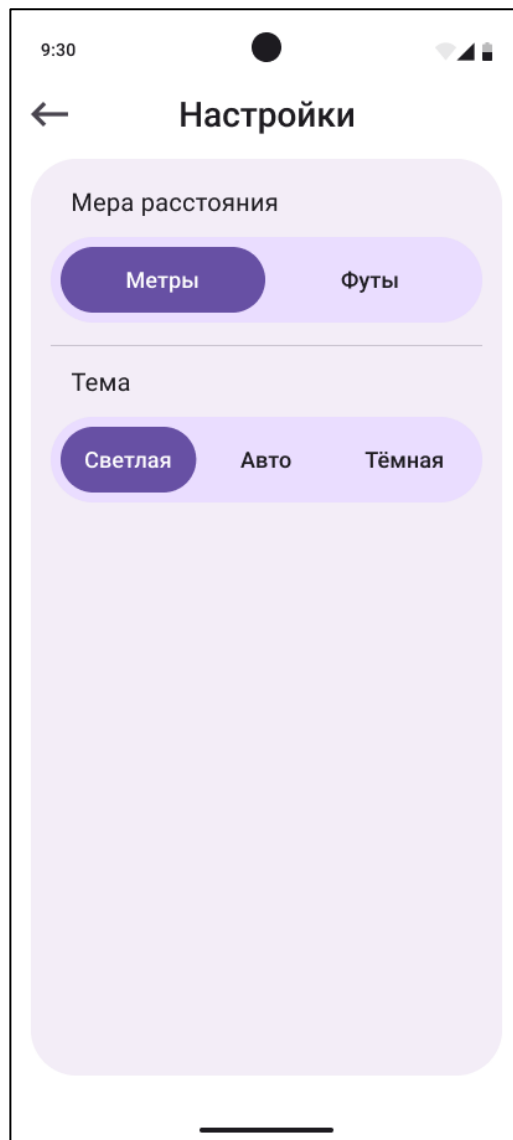 9:30
Настройки
Мера расстояния
Метры Футы
Тема
Светлая Авто Тёмная